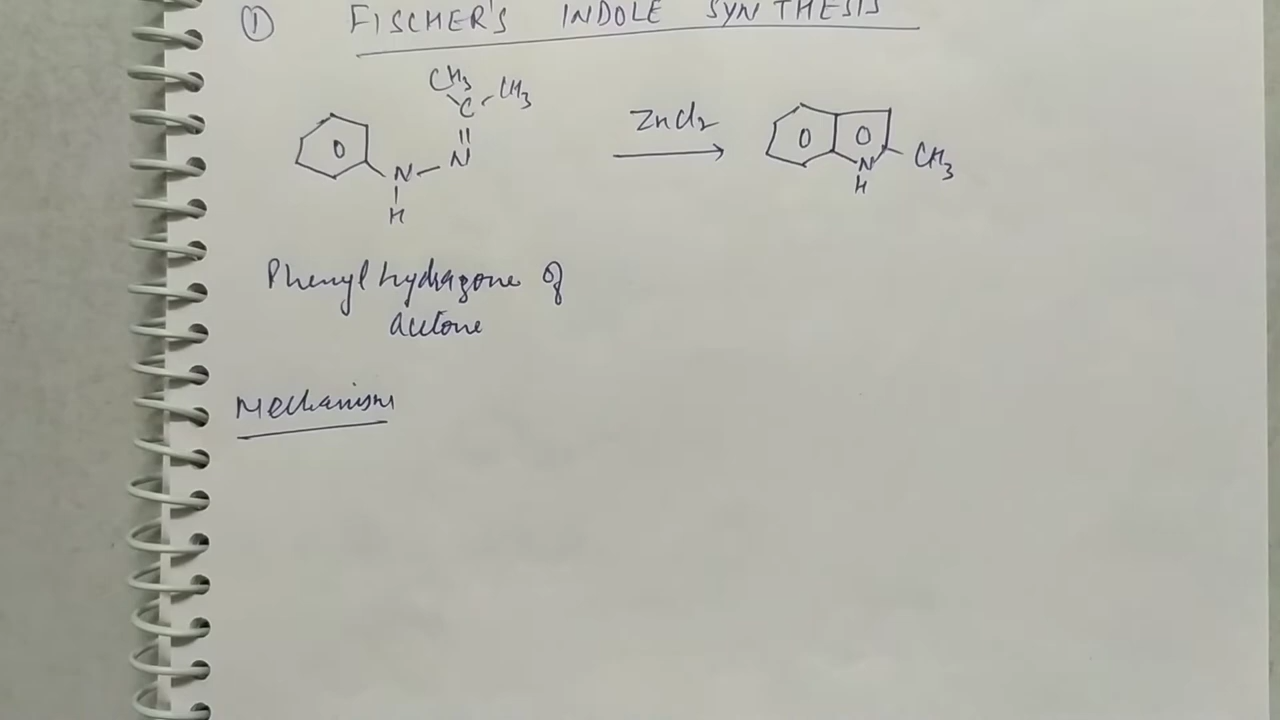 ① FISCHER'S INDOLE SYNTHESIS
CH3
C
CH3
N
N
H
ZnCl2
N
H
CH3
Phenyl hydrazone of
acetone
Mechanism